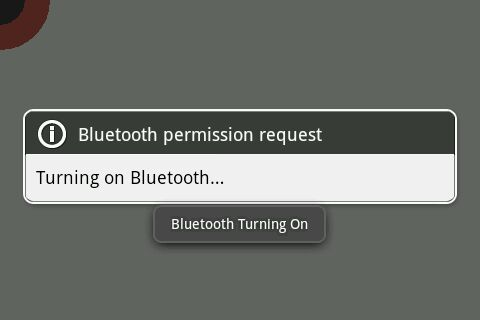 Bluetooth permission request
Turning on Bluetooth...
Bluetooth Turning On